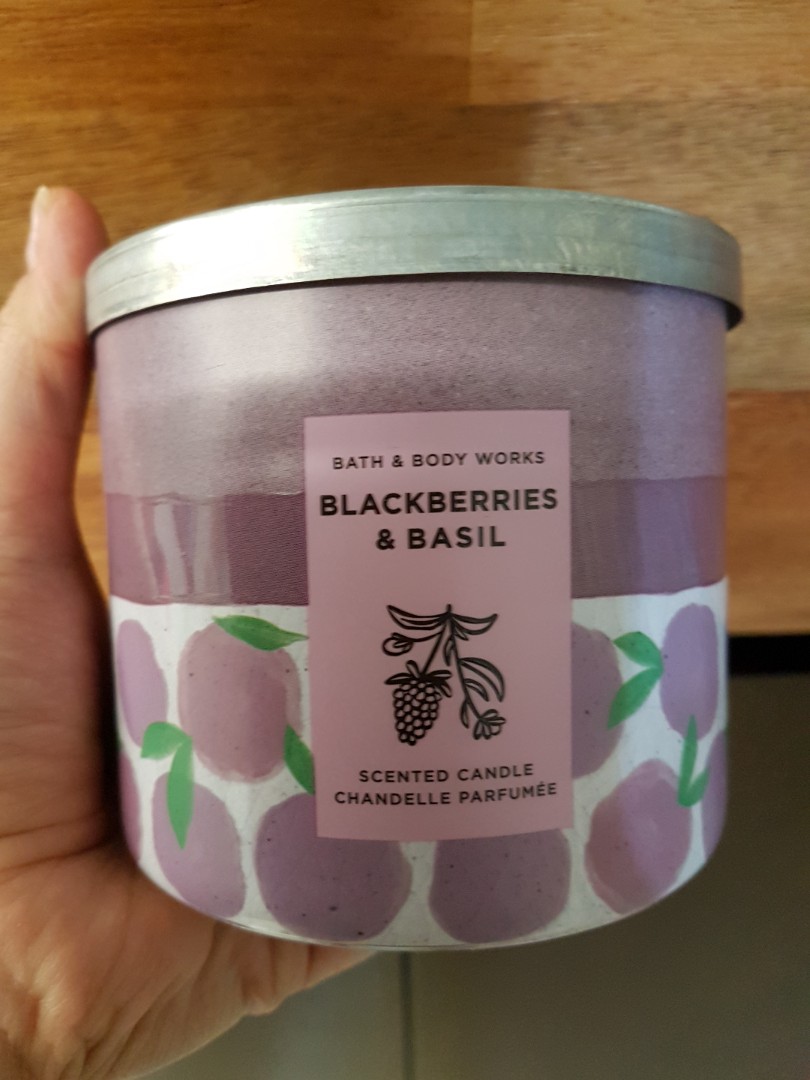 BATH & BODY WORKS
BLACKBERRIES
& BASIL
SCENTED CANDLE
CHANDELLE PARFUMÉE